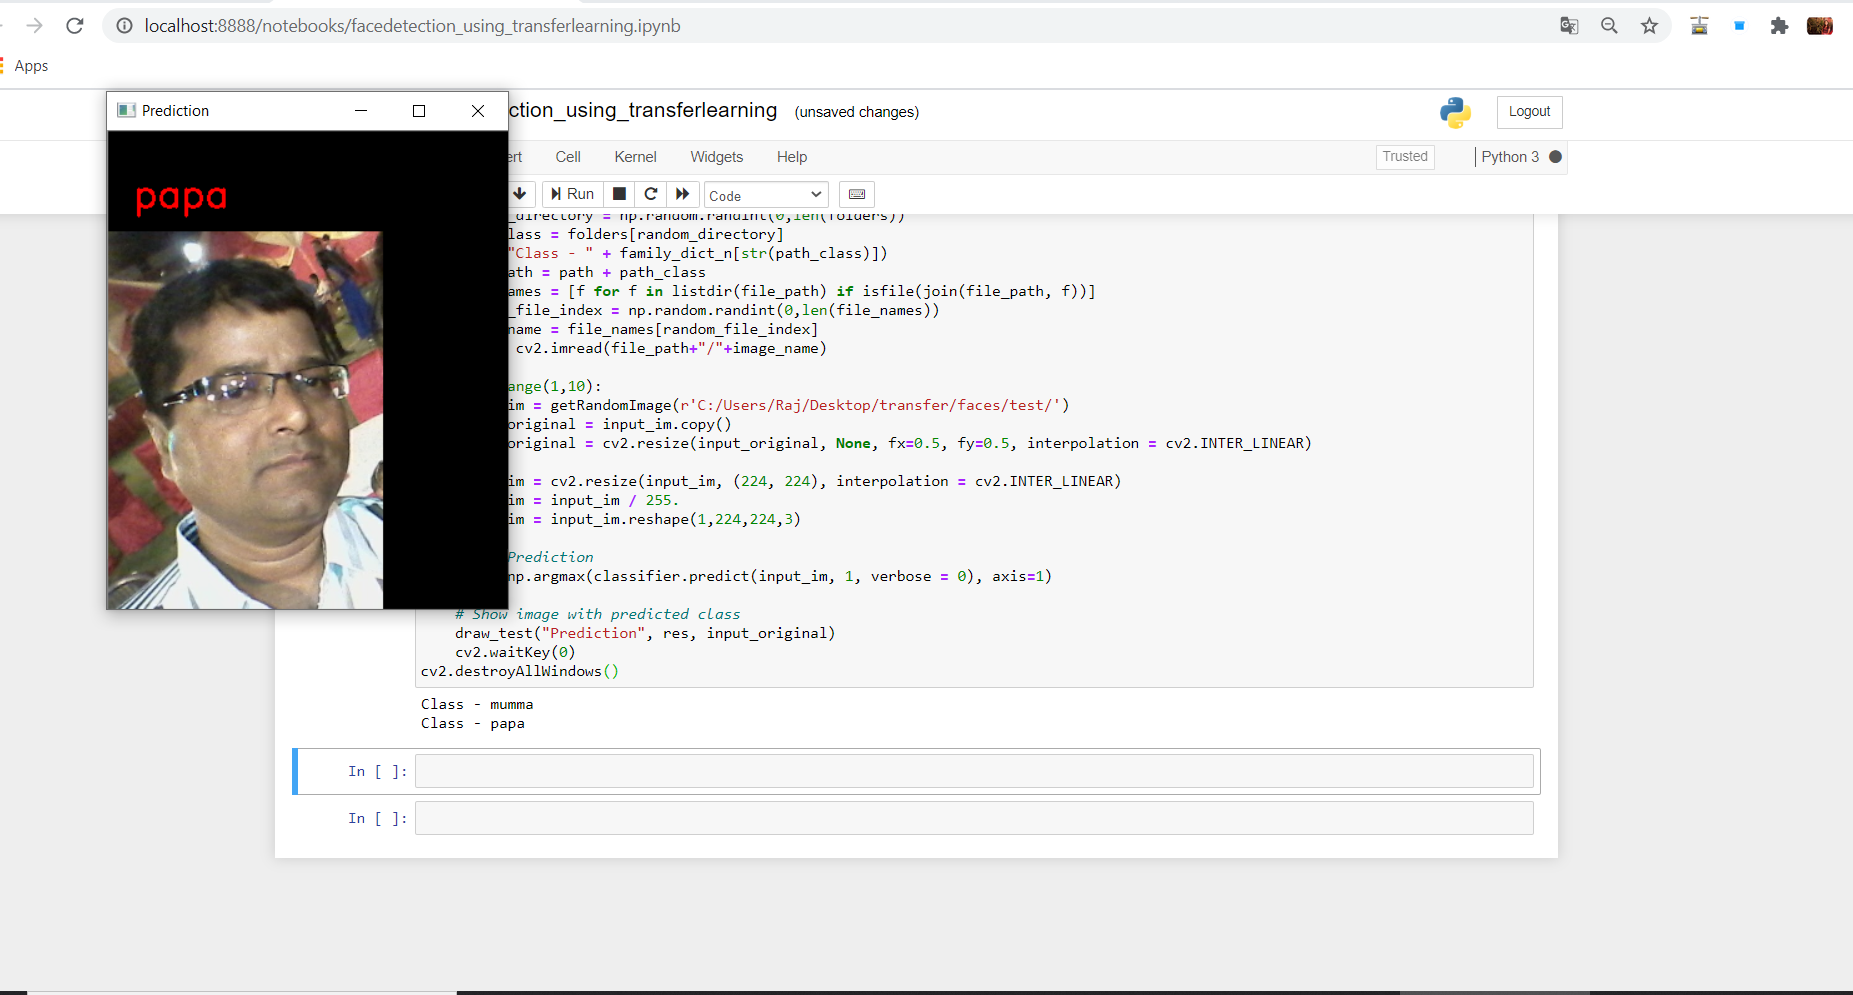 localhost:8888/notebooks/facedetection_using_transferlearning.ipynb
Apps
Prediction
ction_using_transferlearning (unsaved changes)
Logout
ert Cell Kernel Widgets Help
Trusted
Python 3
Run
Code
papa
_directory = np.random.randint(0,len(folders))
lass = folders[random_directory]
"Class - " + family_dict_n[str(path_class)])
ath = path + path_class
ames = [f for f in listdir(file_path) if isfile(join(file_path, f))]
_file_index = np.random.randint(0,len(file_names))
name = file_names[random_file_index]
cv2.imread(file_path+"/"+image_name)
ange(1,10):
im = getRandomImage(r'C:/Users/Raj/Desktop/transfer/faces/test/')
original = input_im.copy()
original = cv2.resize(input_original, None, fx=0.5, fy=0.5, interpolation = cv2.INTER_LINEAR)
im = cv2.resize(input_im, (224, 224), interpolation = cv2.INTER_LINEAR)
im = input_im / 255.
im = input_im.reshape(1,224,224,3)
Prediction
np.argmax(classifier.predict(input_im, 1, verbose = 0), axis=1)
# Show image with predicted class
draw_test("Prediction", res, input_original)
cv2.waitKey(0)
cv2.destroyAllWindows()
Class - mumma
Class - papa
In [ ]:
In [ ]: